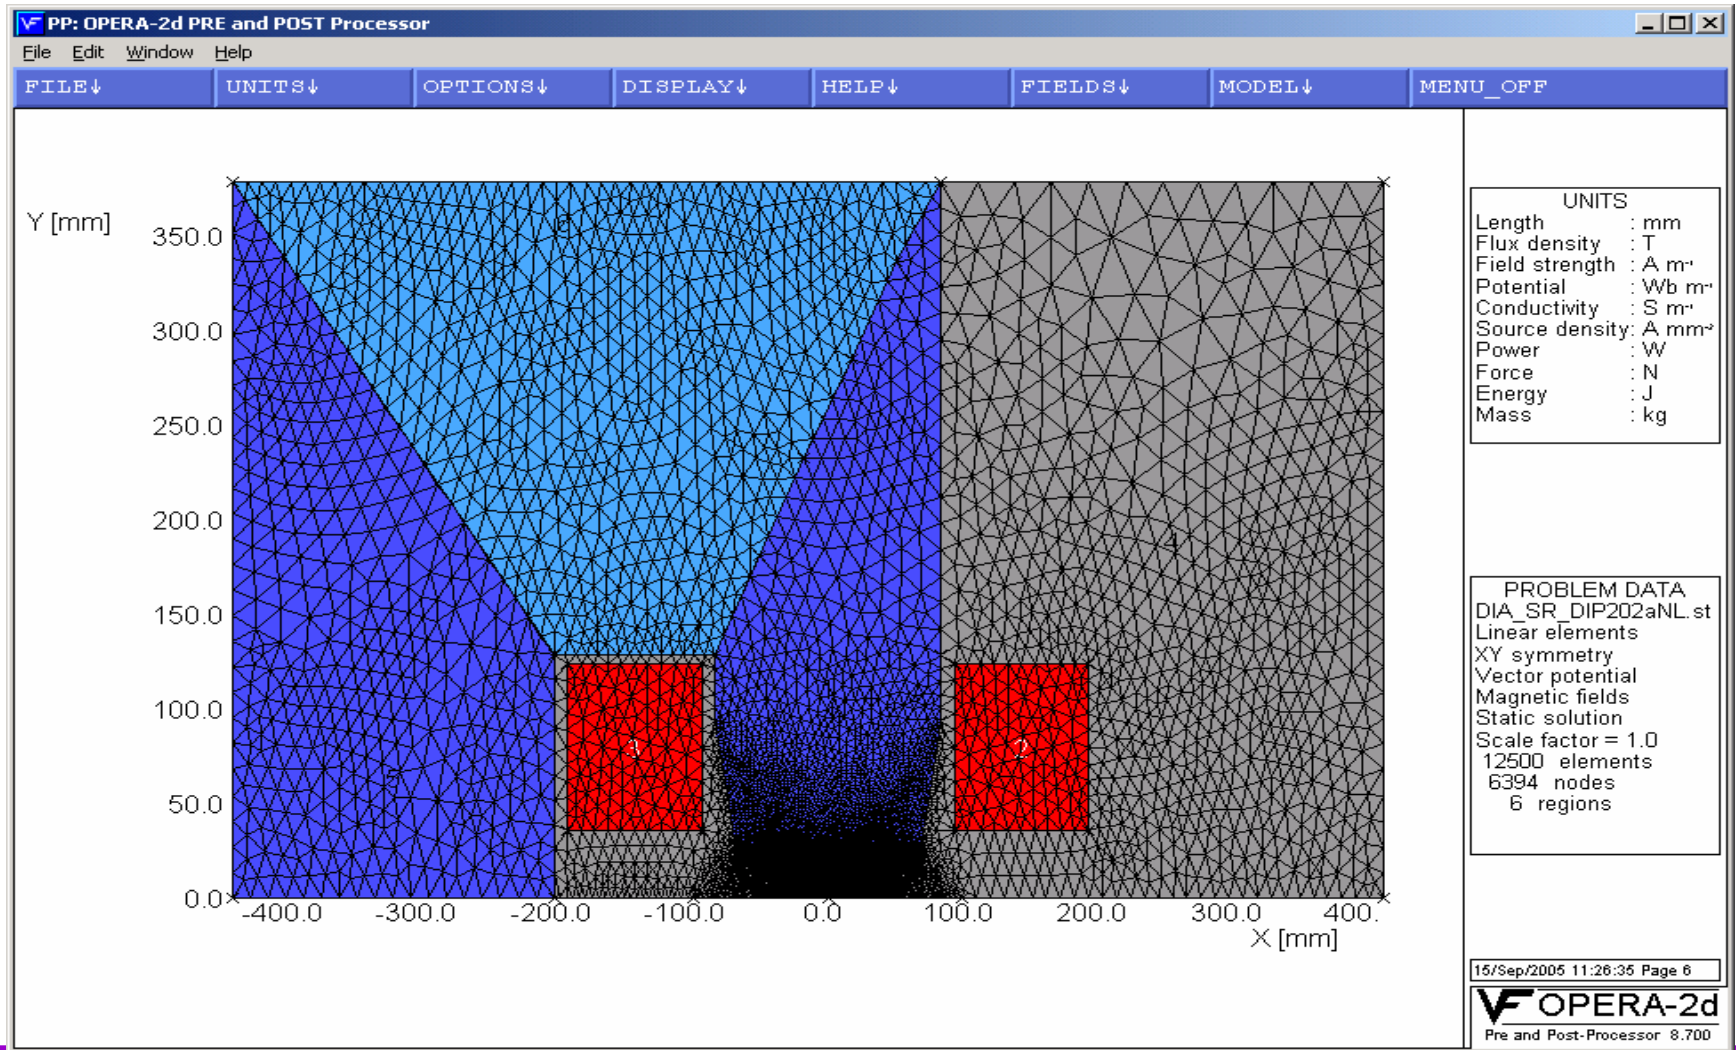 PP: OPERA-2d PRE and POST Processor
File Edit Window Help
FILE↓ UNITS↓ OPTIONS↓ DISPLAY↓ HELP↓ FIELDS↓ MODEL↓ MENU_OFF
Y [mm]
350.0
300.0
250.0
200.0
150.0
100.0
50.0
0.0
3
2
-400.0 -300.0 -200.0 -100.0 0.0 100.0 200.0 300.0 400.
X [mm]
UNITS
Length : mm
Flux density : T
Field strength : A m⁻¹
Potential : Wb m⁻¹
Conductivity : S m⁻¹
Source density: A mm⁻²
Power : W
Force : N
Energy : J
Mass : kg
PROBLEM DATA
DIA_SR_DIP202aNL.st
Linear elements
XY symmetry
Vector potential
Magnetic fields
Static solution
Scale factor = 1.0
12500 elements
6394 nodes
6 regions
15/Sep/2005 11:26:35 Page 6
VF OPERA-2d
Pre and Post-Processor 8.700